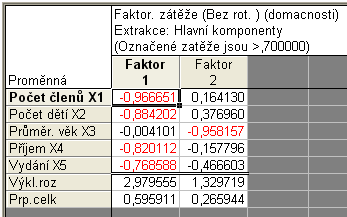 Faktor. zátěže (Bez rot. ) (domacnosti)
Extrakce: Hlavní komponenty
(Označené zatěže jsou >,700000)
Proměnná Faktor 1 Faktor 2
Počet členů X1 -0,966651 0,164130
Počet dětí X2 -0,884202 0,376960
Průměr. věk X3 -0,004101 -0,958157
Příjem X4 -0,820112 -0,157796
Vydání X5 -0,768588 -0,466603
Výkl.roz 2,979555 1,329719
Prp.celk 0,595911 0,265944